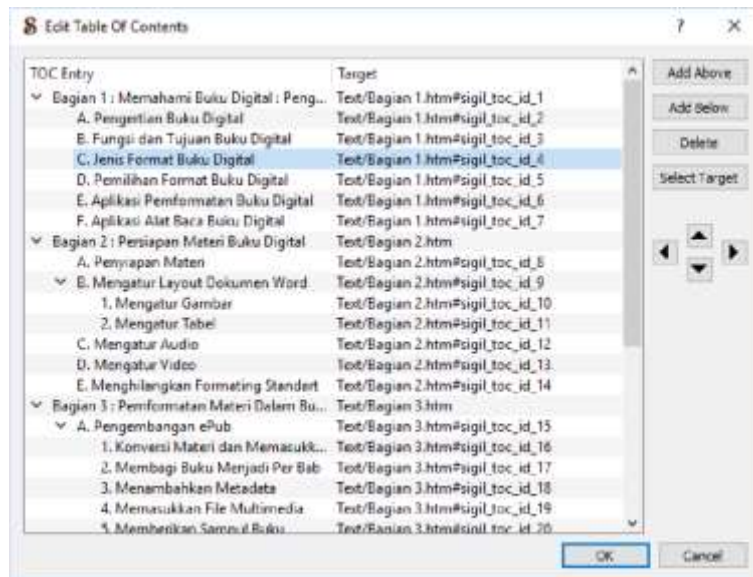 Edit Table Of Contents
TOC Entry Target
Bagian 1 : Memahami Buku Digital : Peng... Text/Bagian 1.htm#sigil_toc_id_1
A. Pengertian Buku Digital Text/Bagian 1.htm#sigil_toc_id_2
B. Fungsi dan Tujuan Buku Digital Text/Bagian 1.htm#sigil_toc_id_3
C. Jenis Format Buku Digital Text/Bagian 1.htm#sigil_toc_id_4
D. Pemilihan Format Buku Digital Text/Bagian 1.htm#sigil_toc_id_5
E. Aplikasi Pemformatan Buku Digital Text/Bagian 1.htm#sigil_toc_id_6
F. Aplikasi Alat Baca Buku Digital Text/Bagian 1.htm#sigil_toc_id_7
Bagian 2 : Persiapan Materi Buku Digital Text/Bagian 2.htm
A. Penyiapan Materi Text/Bagian 2.htm#sigil_toc_id_8
B. Mengatur Layout Dokumen Word Text/Bagian 2.htm#sigil_toc_id_9
1. Mengatur Gambar Text/Bagian 2.htm#sigil_toc_id_10
2. Mengatur Tabel Text/Bagian 2.htm#sigil_toc_id_11
C. Mengatur Audio Text/Bagian 2.htm#sigil_toc_id_12
D. Mengatur Video Text/Bagian 2.htm#sigil_toc_id_13
E. Menghilangkan Formating Standart Text/Bagian 2.htm#sigil_toc_id_14
Bagian 3 : Pemformatan Materi Dalam Bu... Text/Bagian 3.htm
A. Pengembangan ePub Text/Bagian 3.htm#sigil_toc_id_15
1. Konversi Materi dan Memasukk... Text/Bagian 3.htm#sigil_toc_id_16
2. Membagi Buku Menjadi Per Bab Text/Bagian 3.htm#sigil_toc_id_17
3. Menambahkan Metadata Text/Bagian 3.htm#sigil_toc_id_18
4. Memasukkan File Multimedia Text/Bagian 3.htm#sigil_toc_id_19
5. Memberikan Sampul Buku Text/Bagian 3.htm#sigil_toc_id_20
Add Above
Add Below
Delete
Select Target
OK Cancel